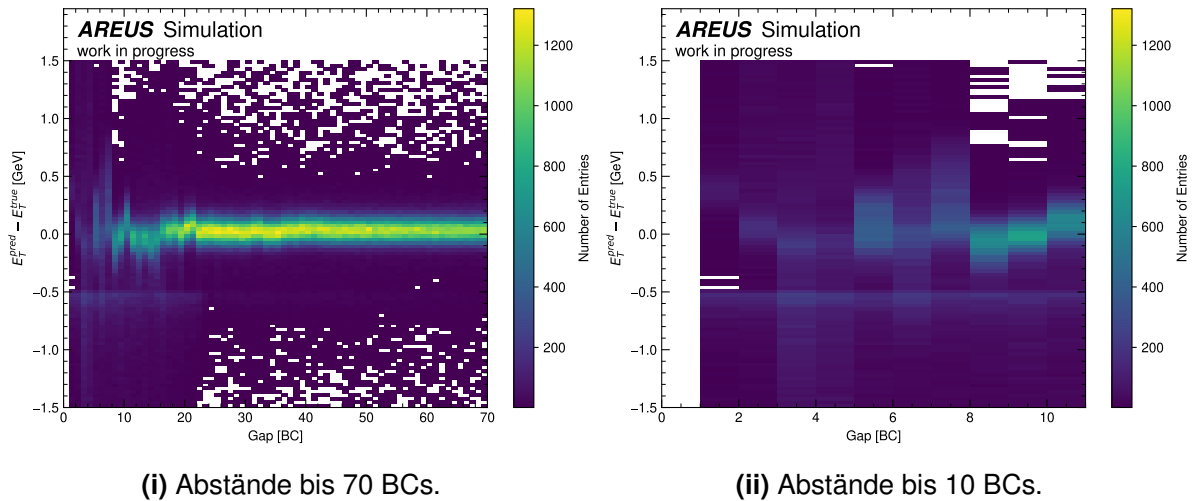 AREUS Simulation
work in progress
1.5
1.0
0.5
0.0
−0.5
−1.0
−1.5
E_T^pred − E_T^true [GeV]
0 10 20 30 40 50 60 70
Gap [BC]
1200
1000
800
600
400
200
Number of Entries
(i) Abstände bis 70 BCs.
AREUS Simulation
work in progress
1.5
1.0
0.5
0.0
−0.5
−1.0
−1.5
E_T^pred − E_T^true [GeV]
0 2 4 6 8 10
Gap [BC]
1200
1000
800
600
400
200
Number of Entries
(ii) Abstände bis 10 BCs.